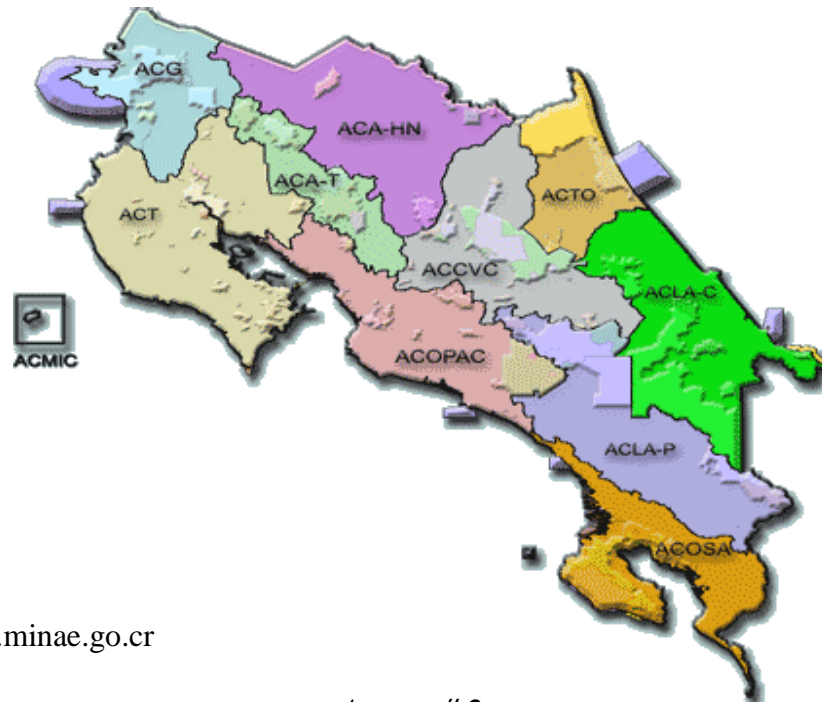 ACG
ACA-HN
ACA-T
ACT
ACTO
ACCVC
ACLA-C
ACMIC
ACOPAC
ACLA-P
ACOSA
.minae.go.cr